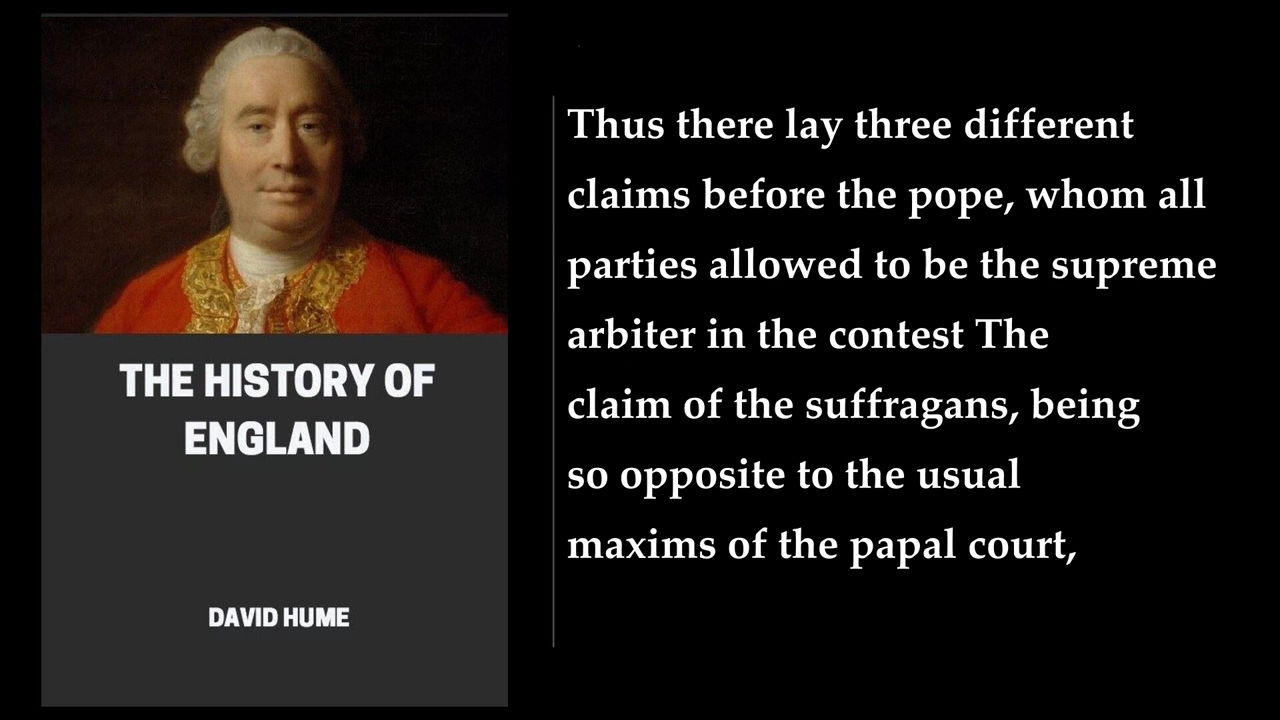 THE HISTORY OF
ENGLAND
DAVID HUME
Thus there lay three different
claims before the pope, whom all
parties allowed to be the supreme
arbiter in the contest The
claim of the suffragans, being
so opposite to the usual
maxims of the papal court,